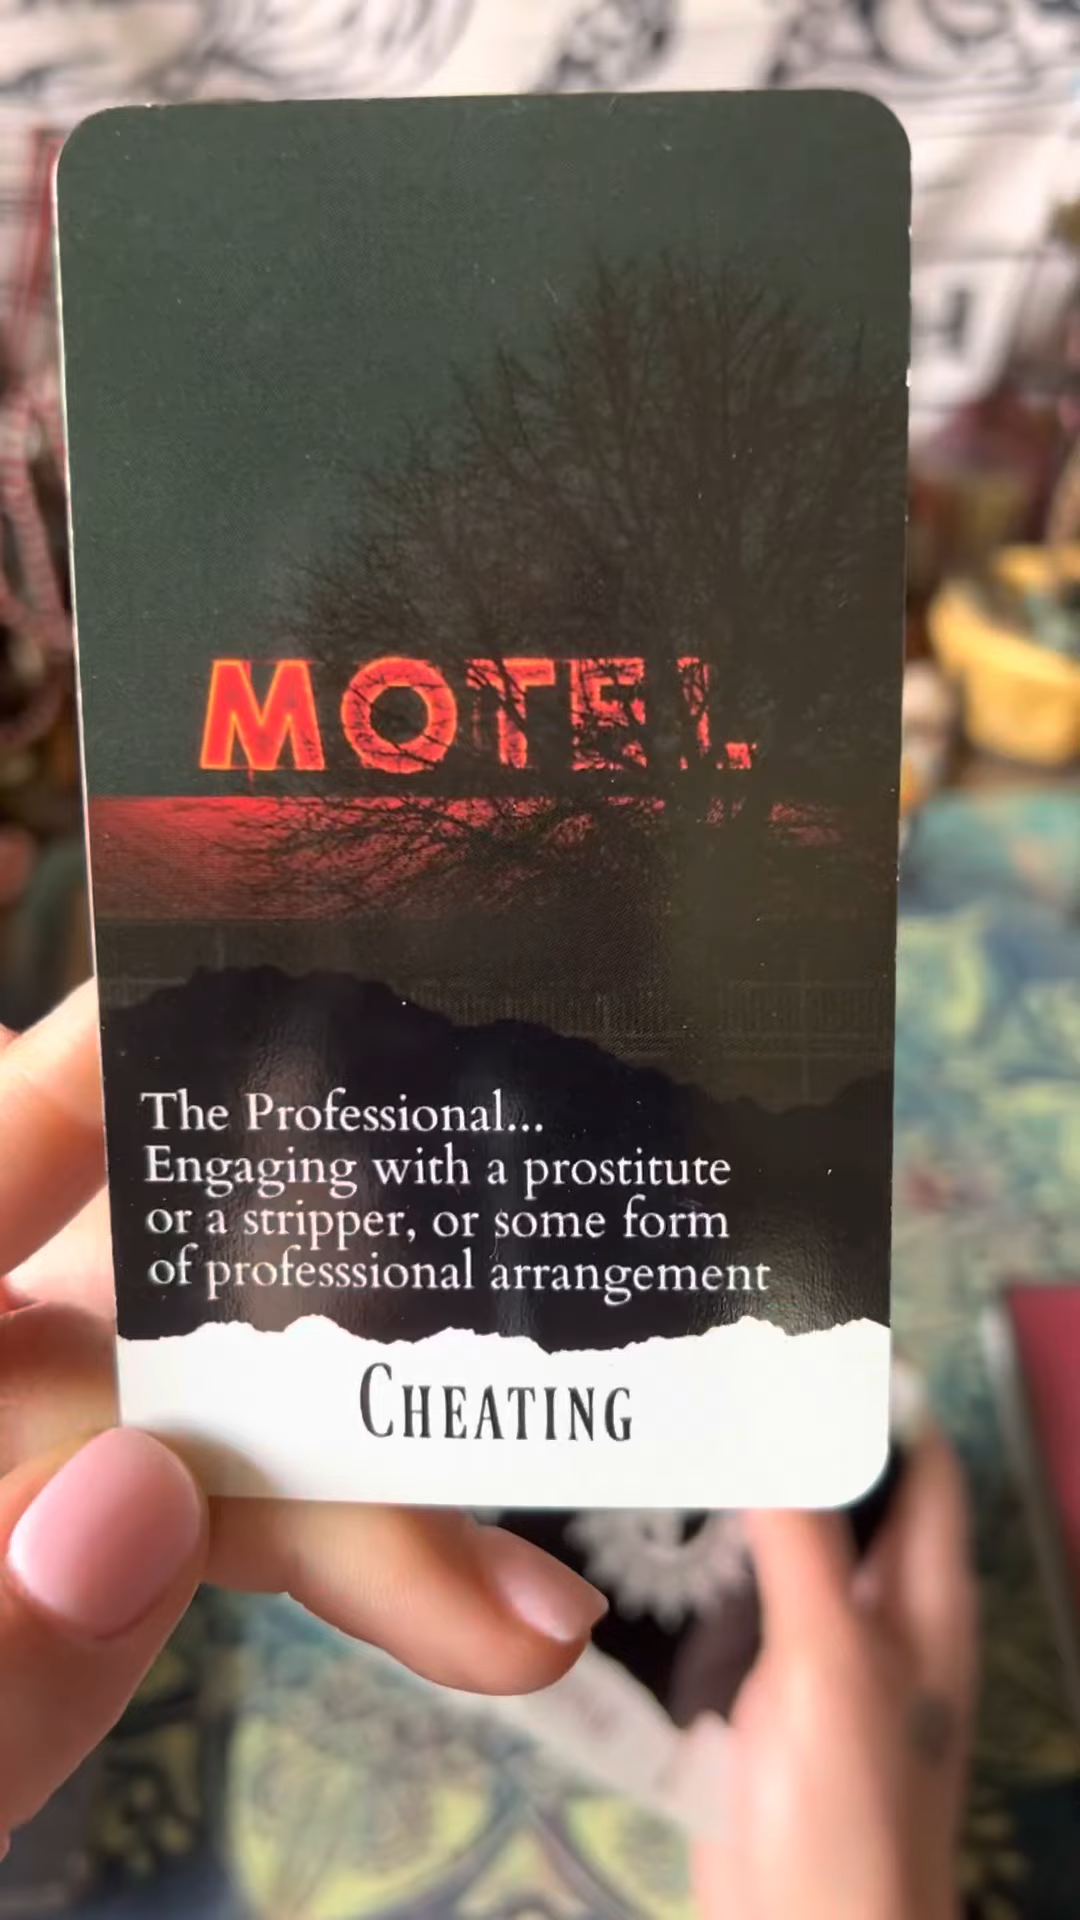 MOTEL
The Professional...
Engaging with a prostitute
or a stripper, or some form
of professsional arrangement
CHEATING